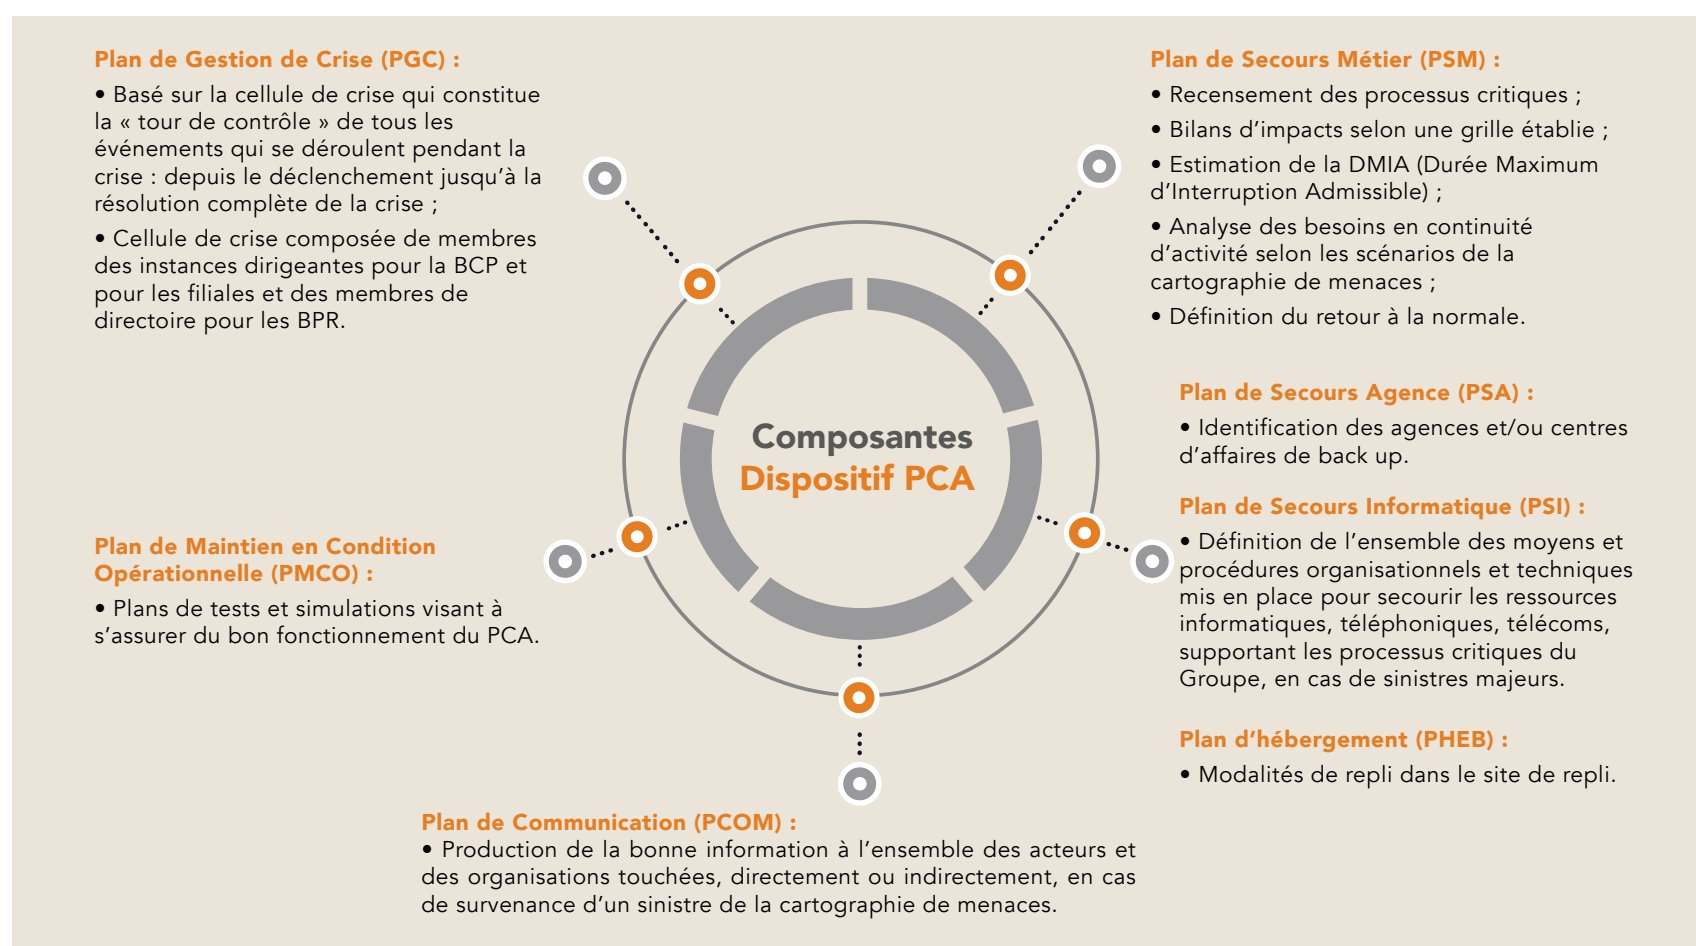 Plan de Gestion de Crise (PGC) :
• Basé sur la cellule de crise qui constitue
la « tour de contrôle » de tous les
événements qui se déroulent pendant la
crise : depuis le déclenchement jusqu’à la
résolution complète de la crise ;
• Cellule de crise composée de membres
des instances dirigeantes pour la BCP et
pour les filiales et des membres de
directoire pour les BPR.
Plan de Secours Métier (PSM) :
• Recensement des processus critiques ;
• Bilans d’impacts selon une grille établie ;
• Estimation de la DMIA (Durée Maximum
d’Interruption Admissible) ;
• Analyse des besoins en continuité
d’activité selon les scénarios de la
cartographie de menaces ;
• Définition du retour à la normale.
Plan de Secours Agence (PSA) :
• Identification des agences et/ou centres
d’affaires de back up.
Composantes
Dispositif PCA
Plan de Secours Informatique (PSI) :
• Définition de l’ensemble des moyens et
procédures organisationnels et techniques
mis en place pour secourir les ressources
informatiques, téléphoniques, télécoms,
supportant les processus critiques du
Groupe, en cas de sinistres majeurs.
Plan de Maintien en Condition
Opérationnelle (PMCO) :
• Plans de tests et simulations visant à
s’assurer du bon fonctionnement du PCA.
Plan d’hébergement (PHEB) :
• Modalités de repli dans le site de repli.
Plan de Communication (PCOM) :
• Production de la bonne information à l’ensemble des acteurs et
des organisations touchées, directement ou indirectement, en cas
de survenance d’un sinistre de la cartographie de menaces.